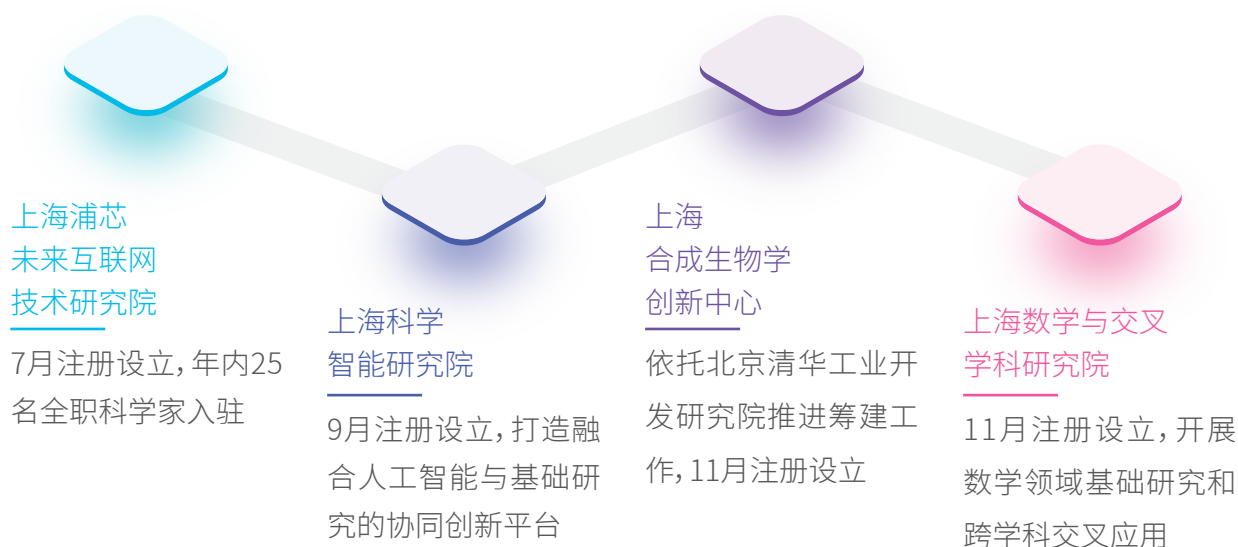 上海浦芯
未来互联网
技术研究院
7月注册设立，年内25
名全职科学家入驻
上海科学
智能研究院
9月注册设立，打造融
合人工智能与基础研
究的协同创新平台
上海
合成生物学
创新中心
依托北京清华工业开
发研究院推进筹建工
作，11月注册设立
上海数学与交叉
学科研究院
11月注册设立，开展
数学领域基础研究和
跨学科交叉应用